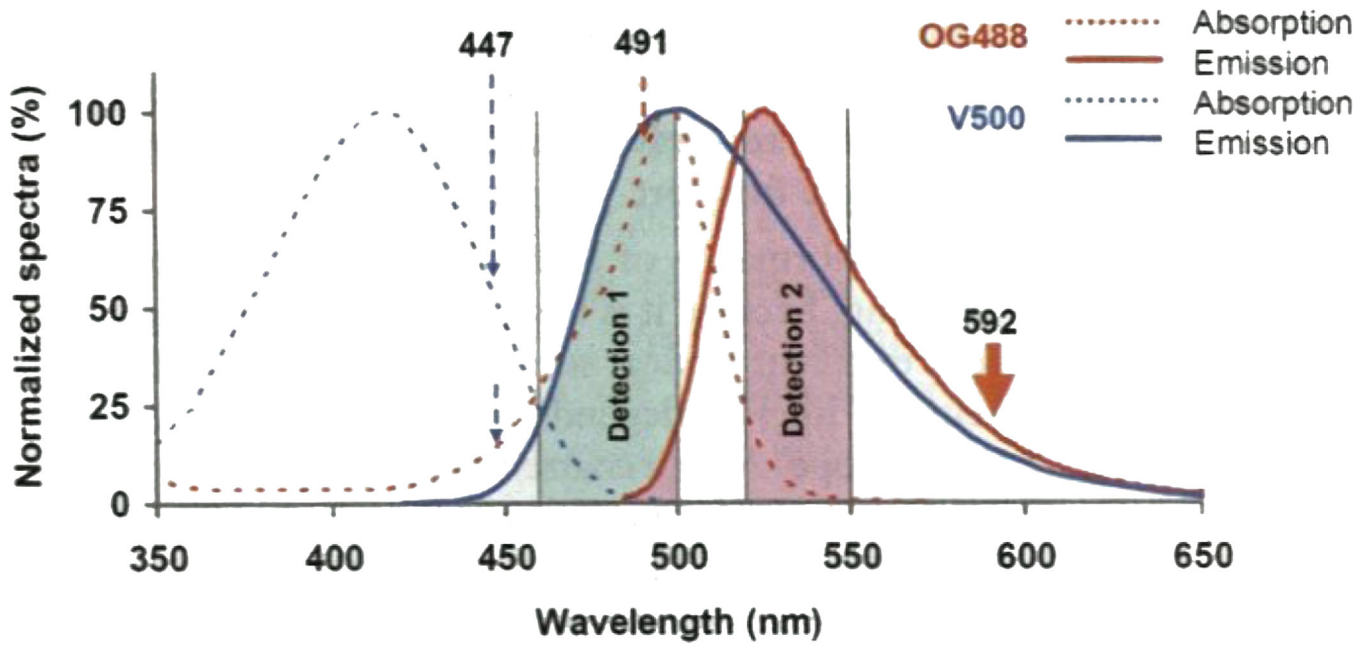 447
491
OG488
Absorption
Emission
V500
Absorption
Emission
Normalized spectra (%)
100
75
50
25
0
Detection 1
Detection 2
592
350 400 450 500 550 600 650
Wavelength (nm)